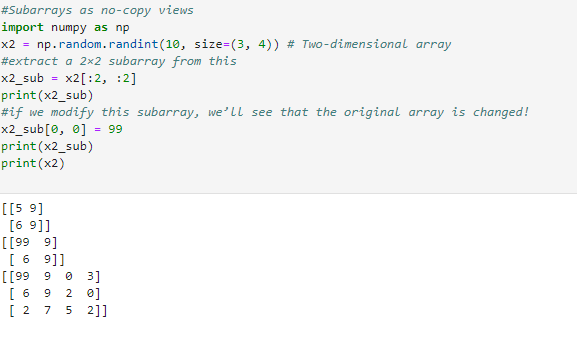 #Subarrays as no-copy views
import numpy as np
x2 = np.random.randint(10, size=(3, 4)) # Two-dimensional array
#extract a 2×2 subarray from this
x2_sub = x2[:2, :2]
print(x2_sub)
#if we modify this subarray, we’ll see that the original array is changed!
x2_sub[0, 0] = 99
print(x2_sub)
print(x2)
[[5 9]
 [6 9]]
[[99  9]
 [ 6  9]]
[[99  9  0  3]
 [ 6  9  2  0]
 [ 2  7  5  2]]